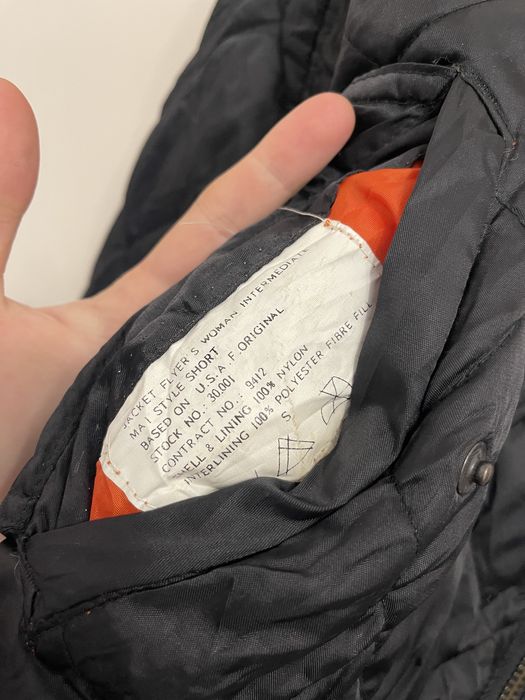 JACKET FLYER'S WOMAN INTERMEDIATE
MA 1 STYLE SHORT
BASED ON U.S.A.F. ORIGINAL
STOCK NO.: 30.001
CONTRACT NO.: 9412
SHELL & LINING 100% NYLON
INTERLINING 100% POLYESTER FIBRE FILL
S